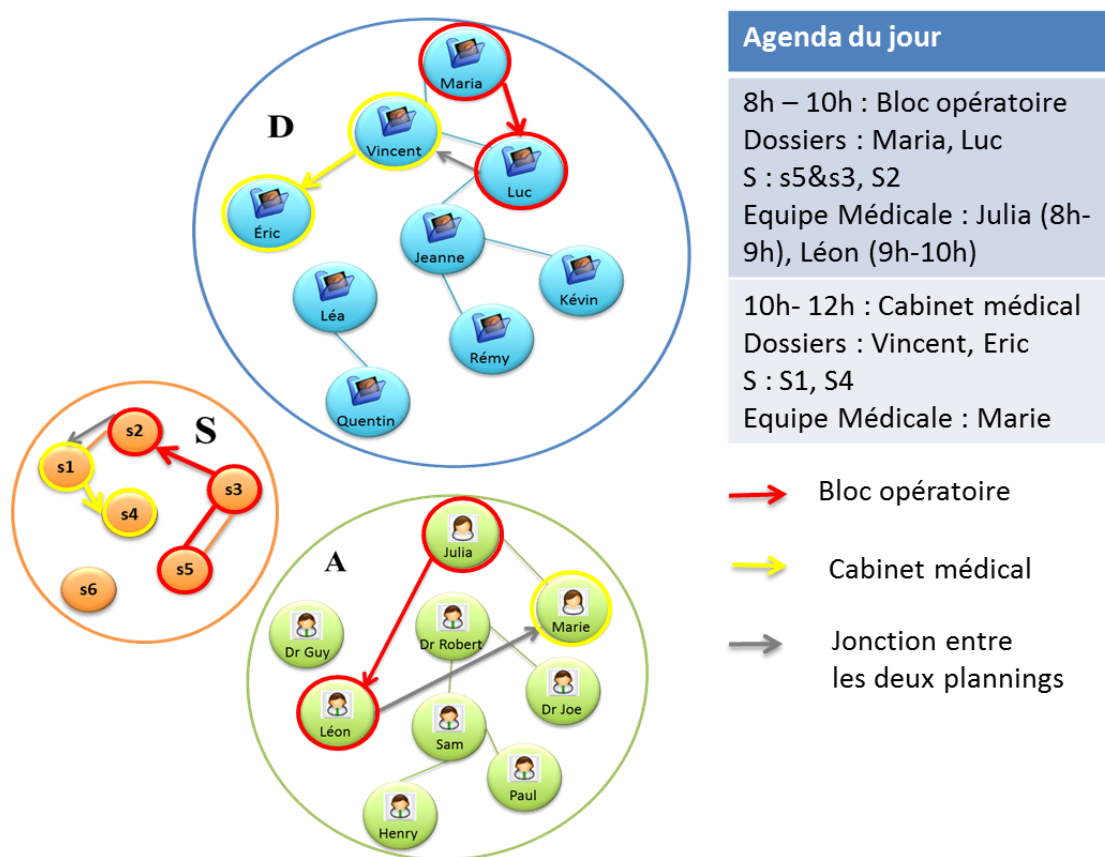 D
Maria
Vincent
Luc
Éric
Jeanne
Kévin
Léa
Rémy
Quentin
S
s2
s1
s3
s4
s5
s6
A
Julia
Marie
Dr Guy
Dr Robert
Léon
Dr Joe
Sam
Paul
Henry
Agenda du jour
8h – 10h : Bloc opératoire
Dossiers : Maria, Luc
S : s5&s3, S2
Equipe Médicale : Julia (8h-
9h), Léon (9h-10h)
10h- 12h : Cabinet médical
Dossiers : Vincent, Eric
S : S1, S4
Equipe Médicale : Marie
Bloc opératoire
Cabinet médical
Jonction entre
les deux plannings